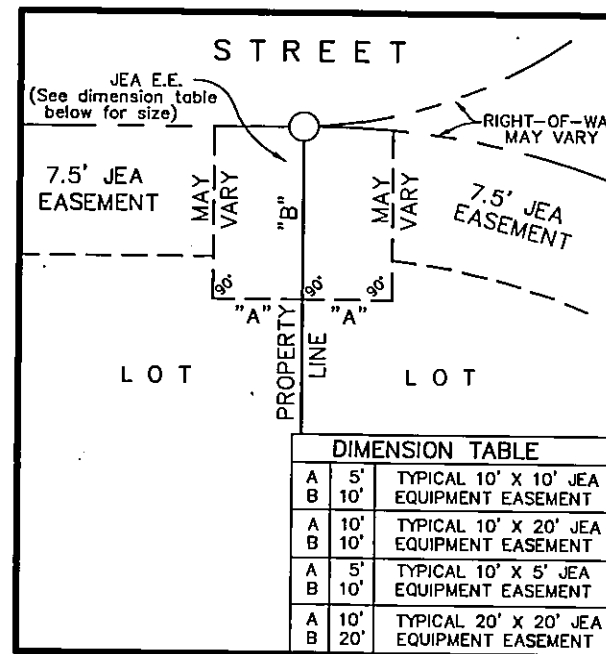 STREET
JEA E.E.
(See dimension table
below for size)
RIGHT-OF-WA
MAY VARY
7.5' JEA
EASEMENT
MAY
VARY
"B"
MAY
VARY
7.5' JEA
EASEMENT
90°
90°
90°
"A"
"A"
PROPERTY
LINE
LOT
LOT
DIMENSION TABLE
A 5' TYPICAL 10' X 10' JEA
B 10' EQUIPMENT EASEMENT
A 10' TYPICAL 10' X 20' JEA
B 10' EQUIPMENT EASEMENT
A 5' TYPICAL 10' X 5' JEA
B 10' EQUIPMENT EASEMENT
A 10' TYPICAL 20' X 20' JEA
B 20' EQUIPMENT EASEMENT